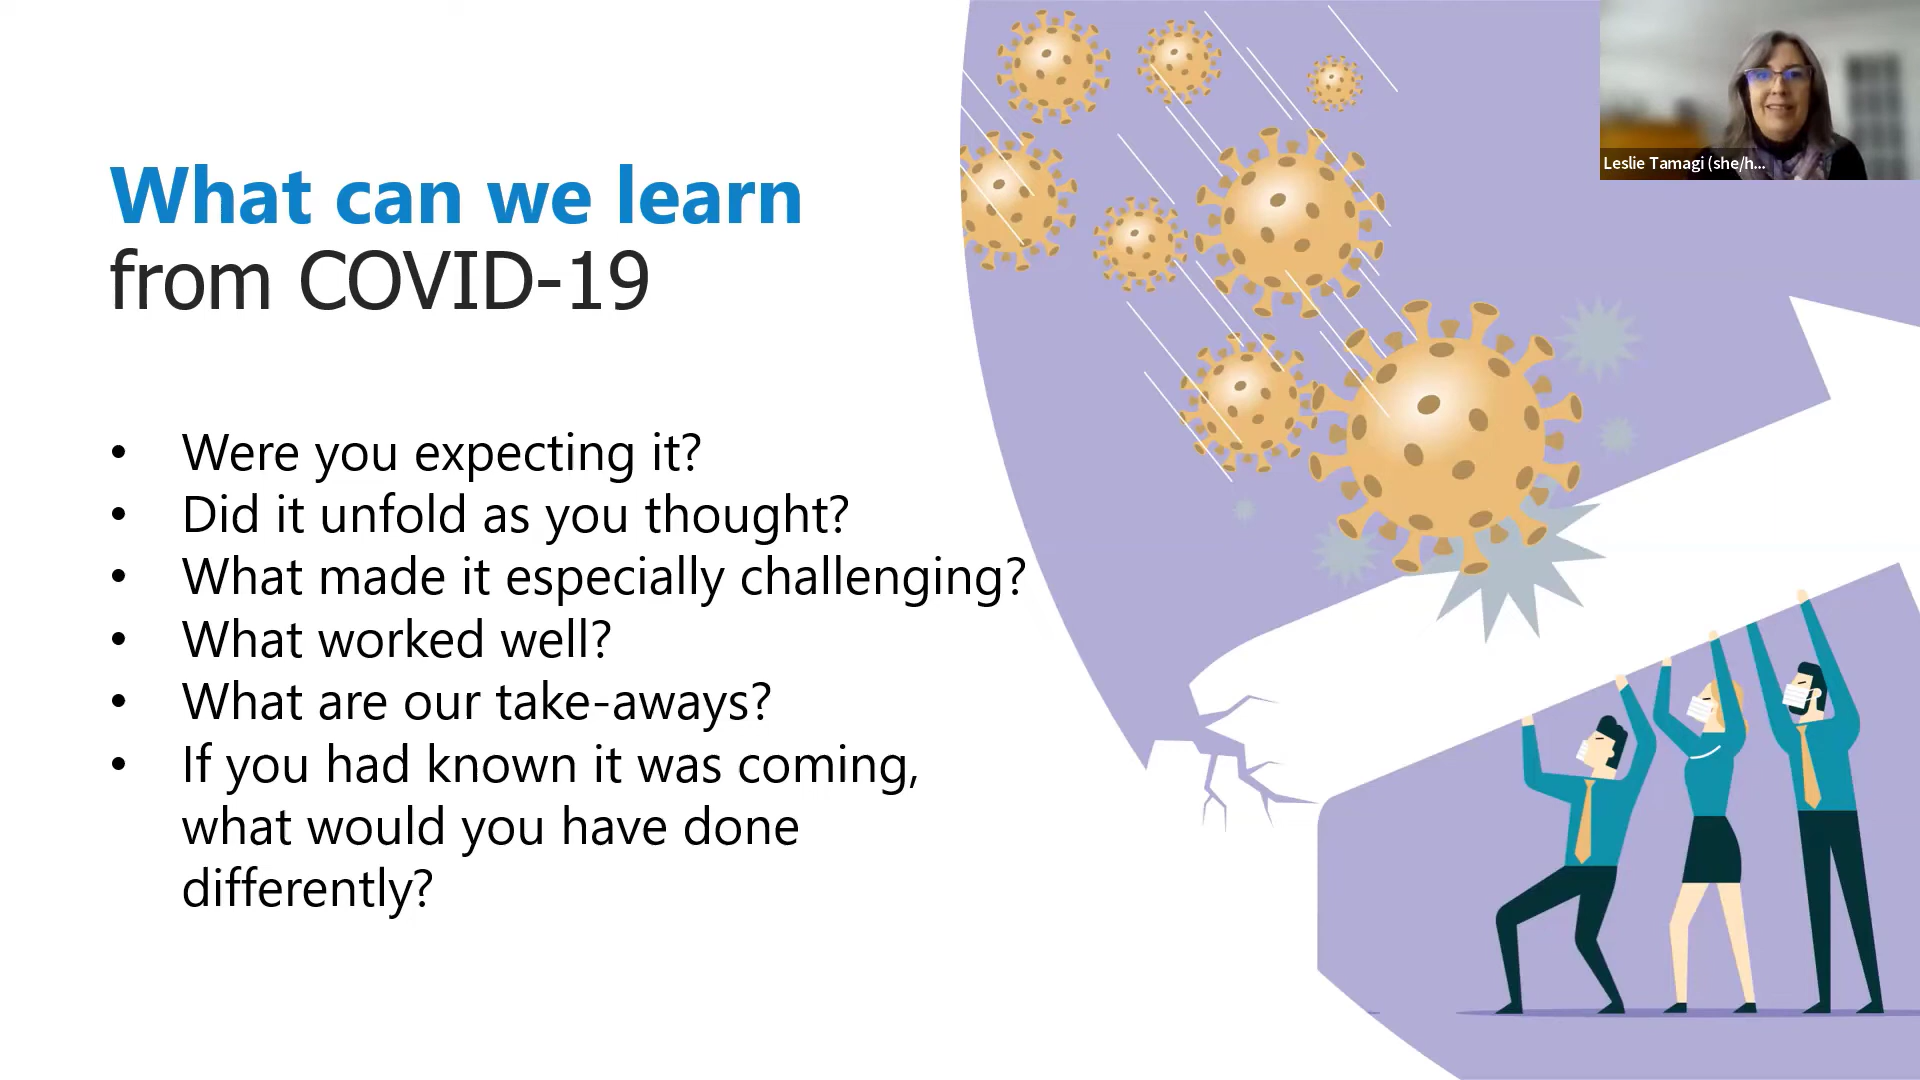 What can we learn
from COVID-19
• Were you expecting it?
• Did it unfold as you thought?
• What made it especially challenging?
• What worked well?
• What are our take-aways?
• If you had known it was coming,
what would you have done
differently?
Leslie Tamagi (she/h...